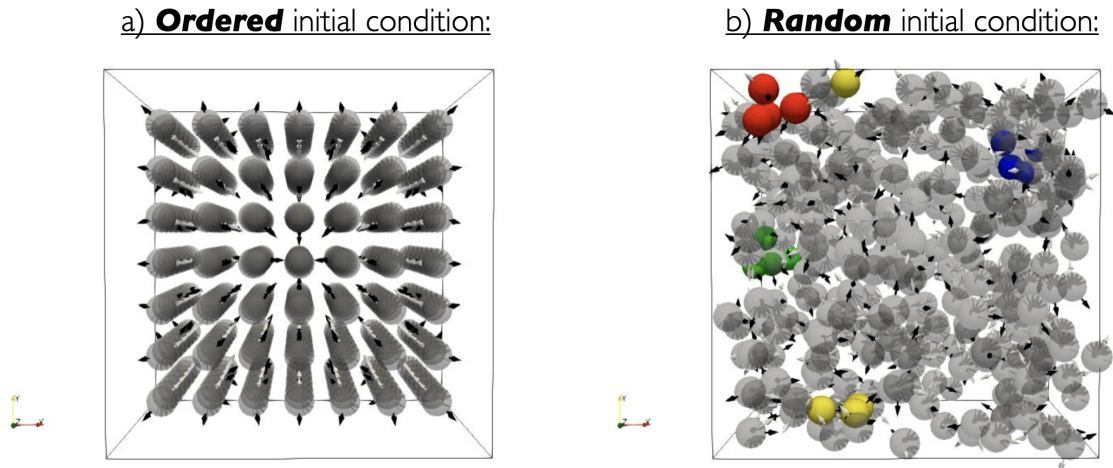 a) Ordered initial condition:
b) Random initial condition:
Y
Z
X
Y
Z
X